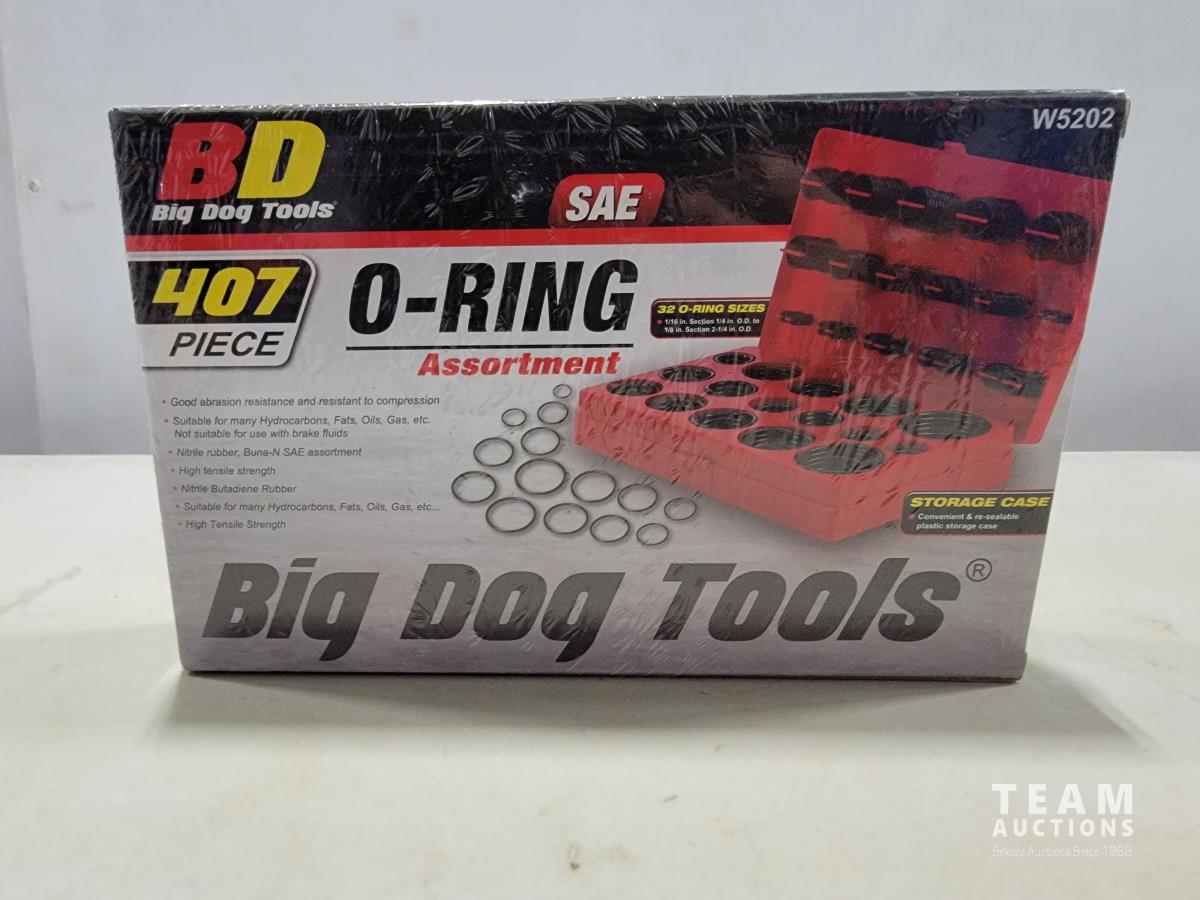 W5202
BD
Big Dog Tools
SAE
407
PIECE
O-RING
Assortment
32 O-RING SIZES
• 1/16 in. Section 1/4 in. O.D. to
1/8 in. Section 2-1/4 in. O.D.
• Good abrasion resistance and resistant to compression
• Suitable for many Hydrocarbons, Fats, Oils, Gas, etc.
Not suitable for use with brake fluids
• Nitrile rubber, Buna-N SAE assortment
• High tensile strength
• Nitrile Butadiene Rubber
• Suitable for many Hydrocarbons, Fats, Oils, Gas, etc...
• High Tensile Strength
STORAGE CASE
• Convenient & re-sealable
plastic storage case
Big Dog Tools®
TEAM
AUCTIONS
Sekura Auctions Since 1966